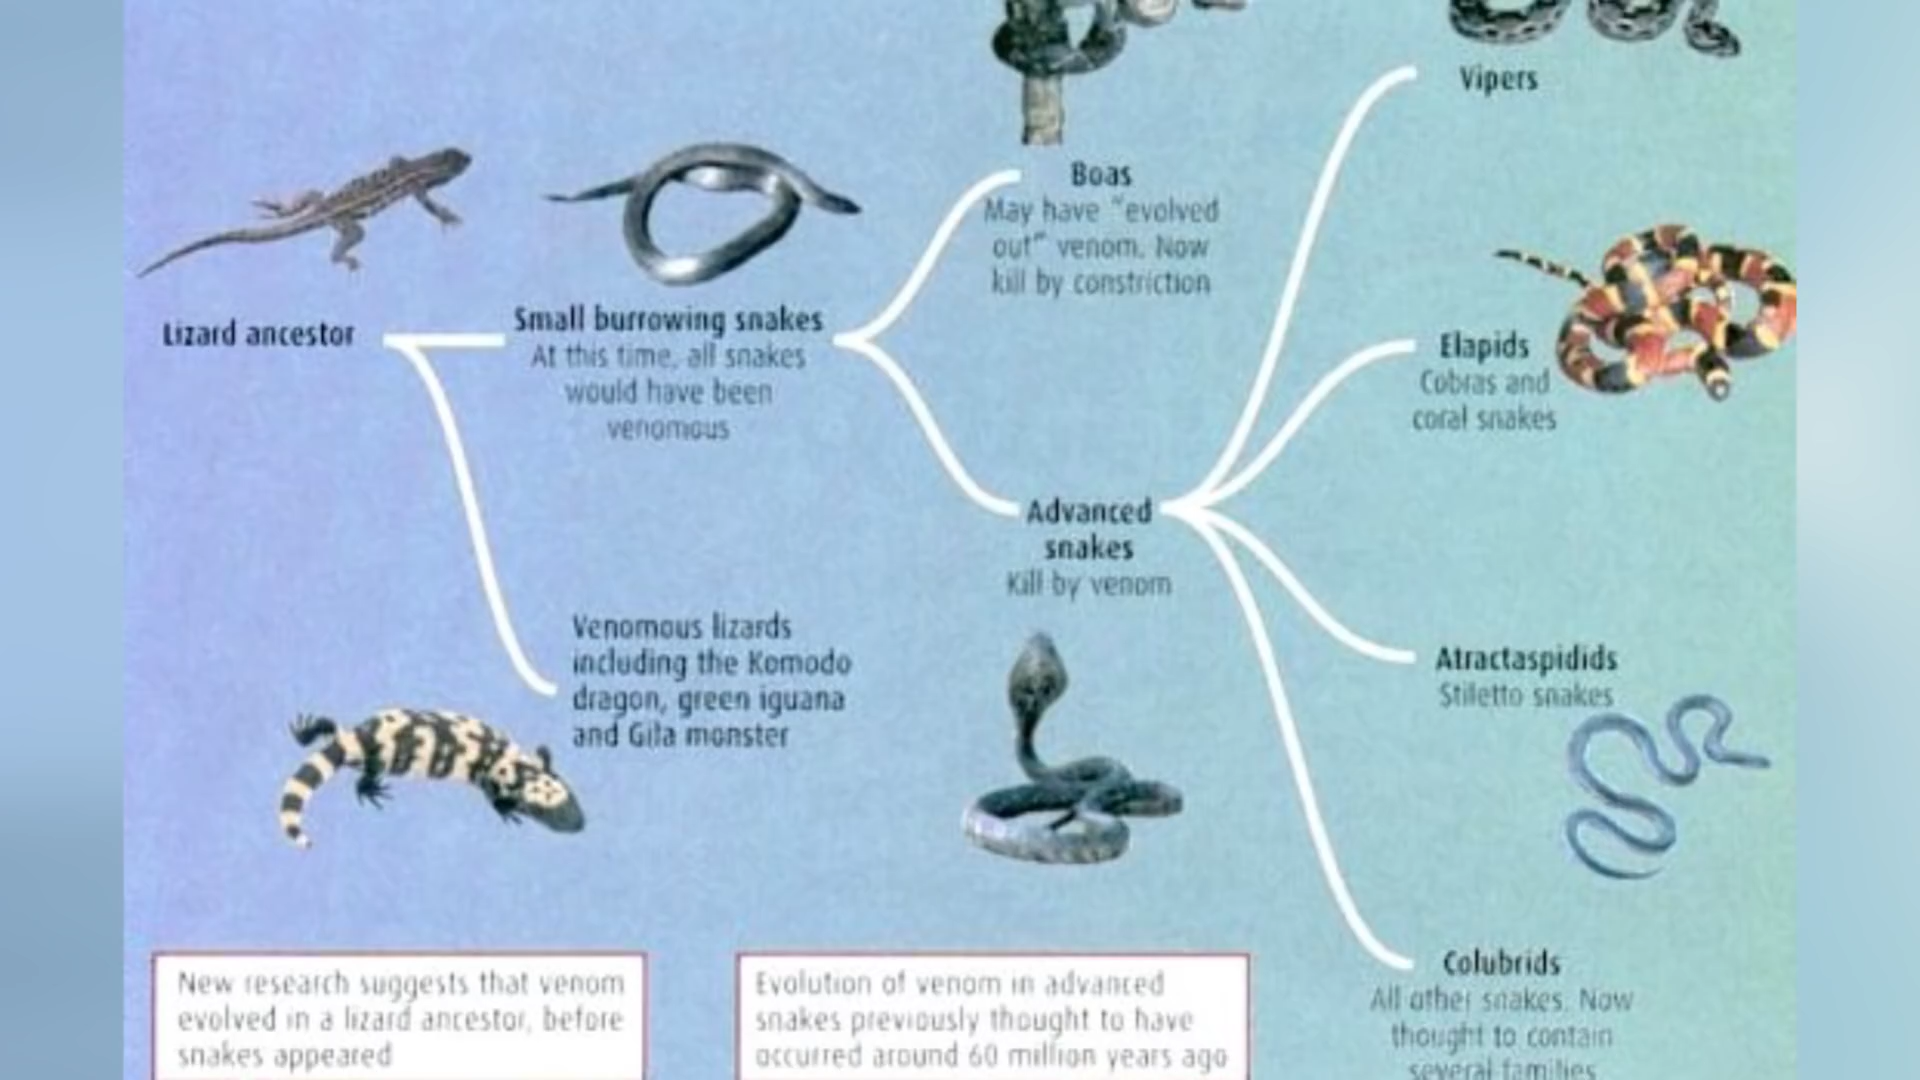 Vipers
Boas
May have "evolved
out" venom. Now
kill by constriction
Lizard ancestor
Small burrowing snakes
At this time, all snakes
would have been
venomous
Elapids
Cobras and
coral snakes
Advanced
snakes
Kill by venom
Venomous lizards
including the Komodo
dragon, green iguana
and Gila monster
Atractaspidids
Stiletto snakes
Colubrids
All other snakes. Now
thought to contain
several families
New research suggests that venom
evolved in a lizard ancestor, before
snakes appeared
Evolution of venom in advanced
snakes previously thought to have
occurred around 60 million years ago